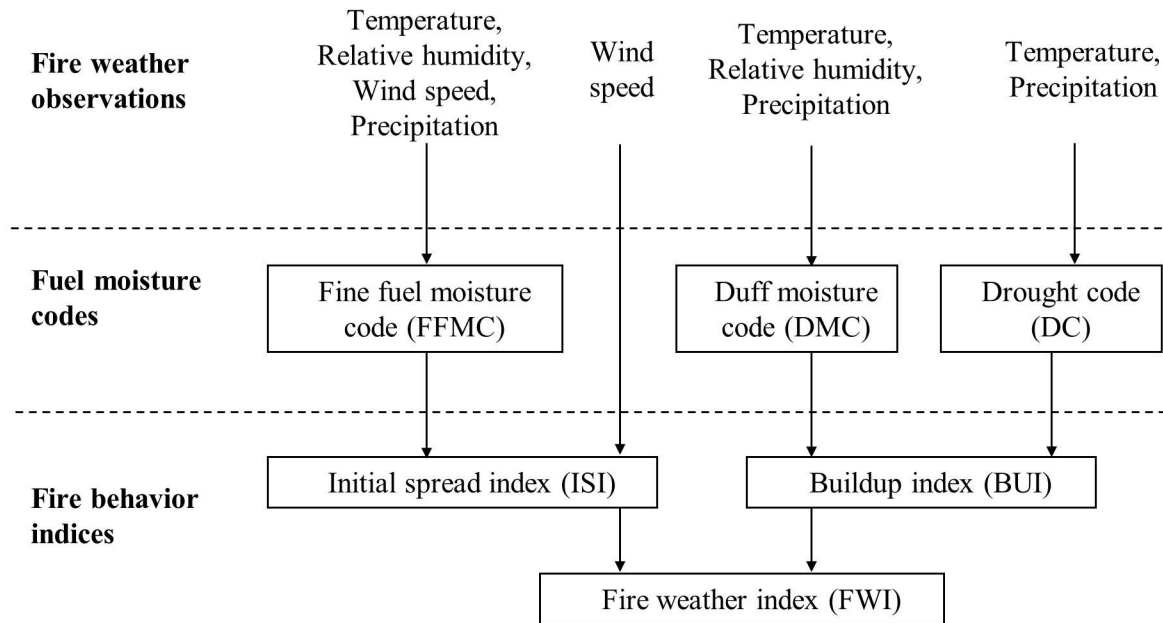 Fire weather
observations
Temperature,
Relative humidity,
Wind speed,
Precipitation
Wind
speed
Temperature,
Relative humidity,
Precipitation
Temperature,
Precipitation
Fuel moisture
codes
Fine fuel moisture
code (FFMC)
Duff moisture
code (DMC)
Drought code
(DC)
Fire behavior
indices
Initial spread index (ISI)
Buildup index (BUI)
Fire weather index (FWI)